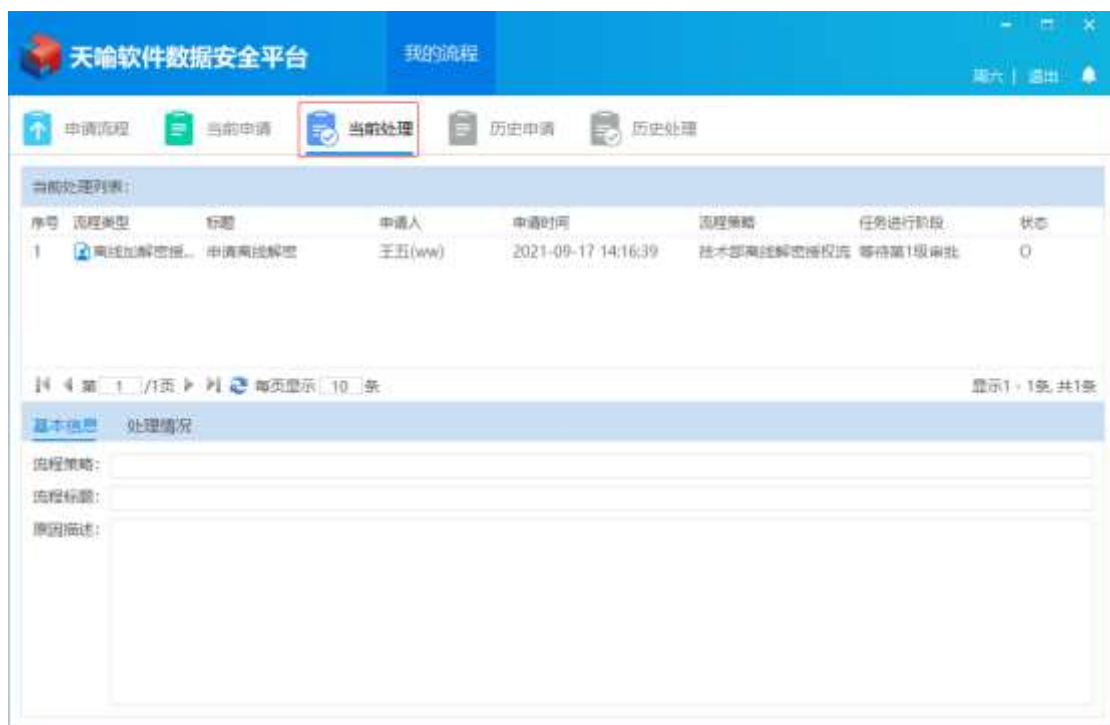 天喻软件数据安全平台
我的流程
周六 | 退出
申请流程 当前申请 当前处理 历史申请 历史处理
当前处理列表：
序号 流程类型 标题 申请人 申请时间 流程策略 任务进行阶段 状态
1 离线加解密授... 申请离线解密 王五(ww) 2021-09-17 14:16:39 技术部离线解密授权流 等待第1级审批 O
第 1 /1页 每页显示 10 条 显示1 - 1条, 共1条
基本信息 处理情况
流程策略：
流程标题：
原因描述：